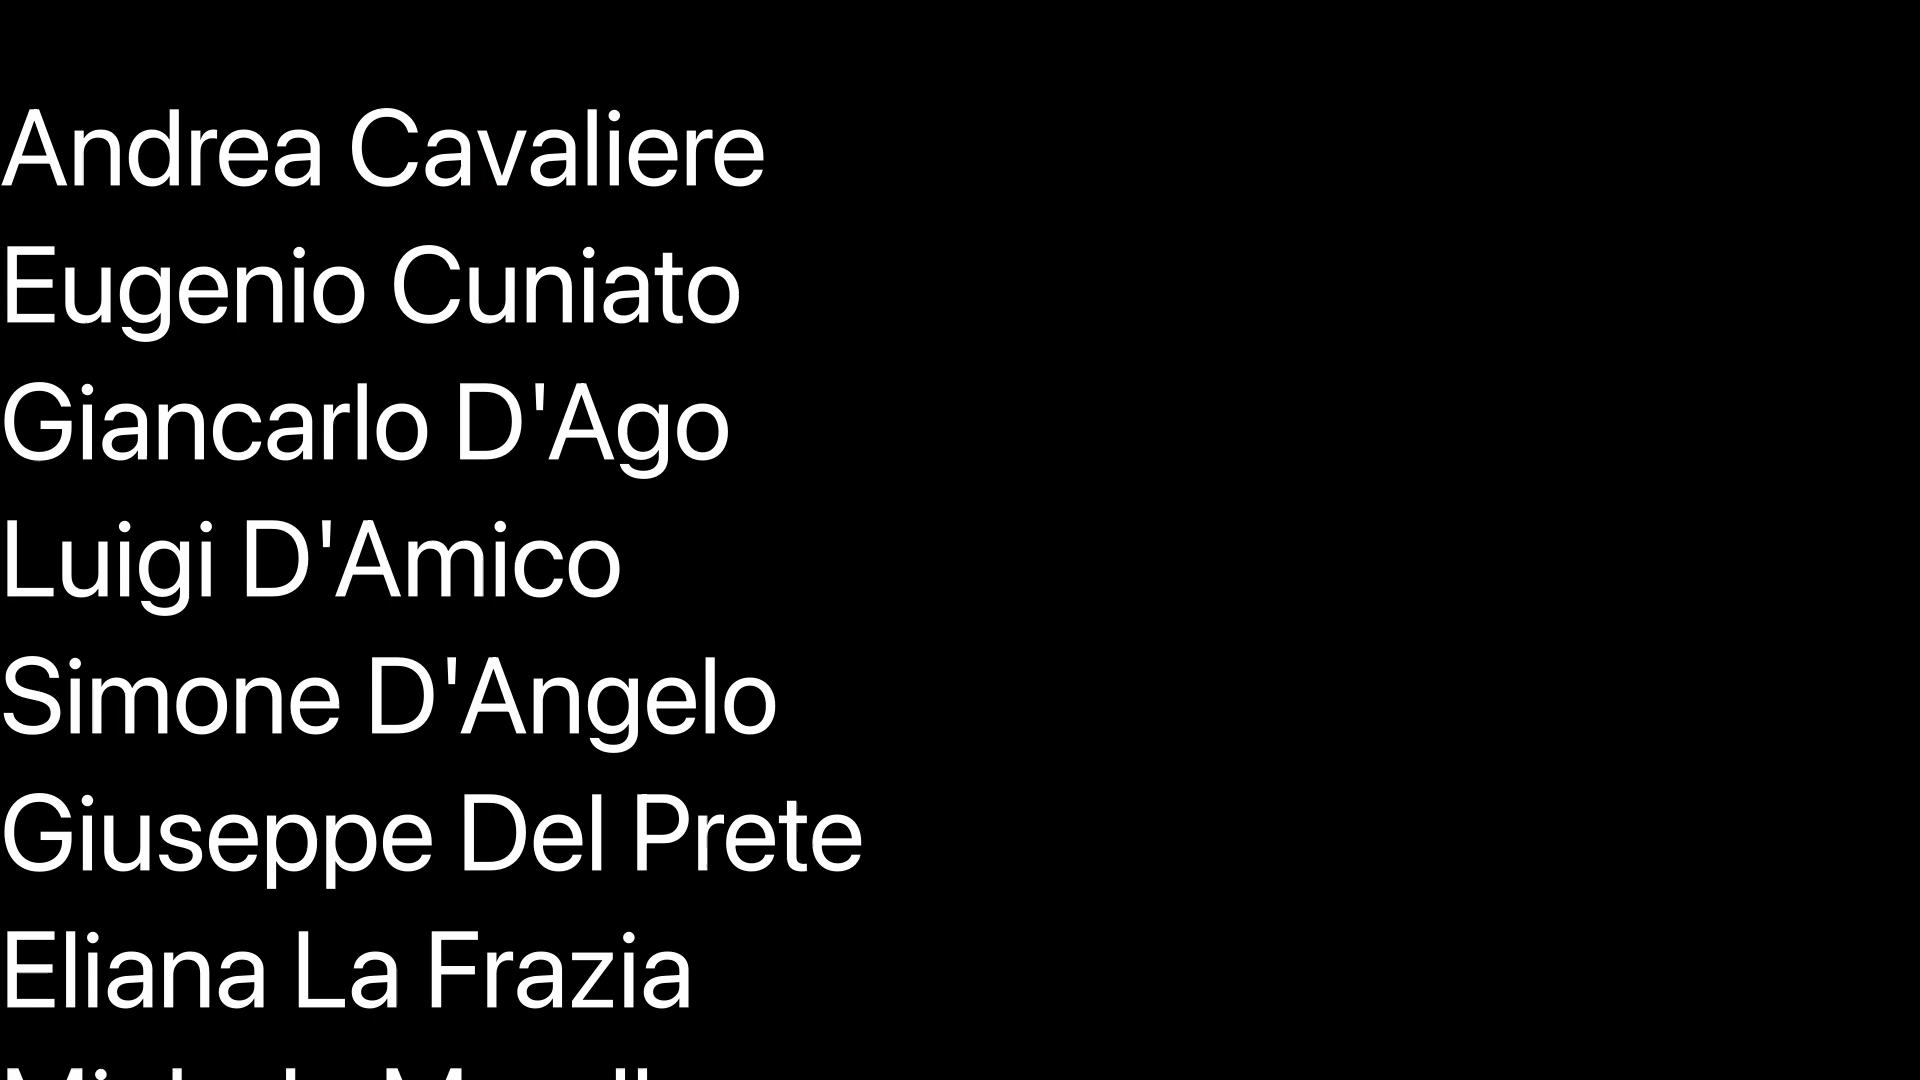 Andrea Cavaliere
Eugenio Cuniato
Giancarlo D'Ago
Luigi D'Amico
Simone D'Angelo
Giuseppe Del Prete
Eliana La Frazia